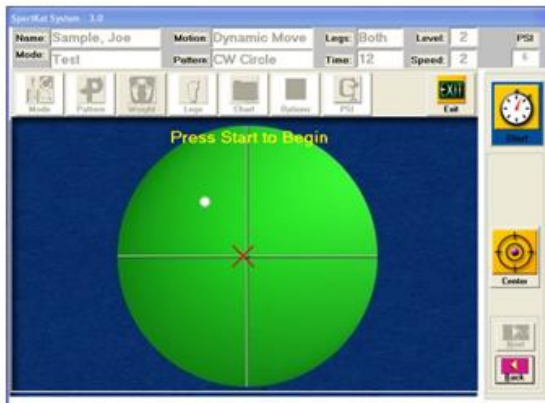 SportKat System 3.0
Name: Sample, Joe Motion: Dynamic Move Legs: Both Level: 2 PSI
Mode: Test Pattern: CW Circle Time: 12 Speed: 2 6
Mode Pattern Weight Legs Chart Options PSI EXIT
Exit
Start
Press Start to Begin
Center
Next
Back